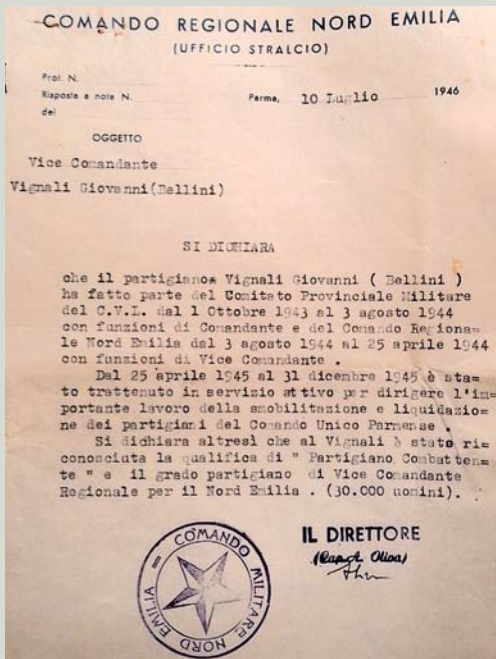 COMANDO REGIONALE NORD EMILIA
(UFFICIO STRALCIO)
Prot. N.
Risposta a nota N.
del
Parma, 10 Luglio 1946
OGGETTO
Vice Comandante
Vignali Giovanni(Bellini)
SI DICHIARA
che il partigiano Vignali Giovanni ( Bellini )
ha fatto parte del Comitato Provinciale Militare
del C.V.L. dal 1 Ottobre 1943 al 3 agosto 1944
con funzioni di Comandante e del Comando Regiona=
le Nord Emilia dal 3 agosto 1944 al 25 aprile 1944
con funzioni di Vice Comandante .
Dal 25 aprile 1945 al 31 dicembre 1945 è sta=
to trattenuto in servizio attivo per dirigere l'im=
portante lavoro della smobilitazione e liquidazio=
ne dei partigiani del Comando Unico Parmense .
Si dichiara altresì che al Vignali è stato ri=
conosciuta la qualifica di " Partigiano Combatten=
te " e il grado partigiano di Vice Comandante
Regionale per il Nord Emilia . (30.000 uomini).
IL DIRETTORE
Oliva)
COMANDO MILITARE NORD EMILIA